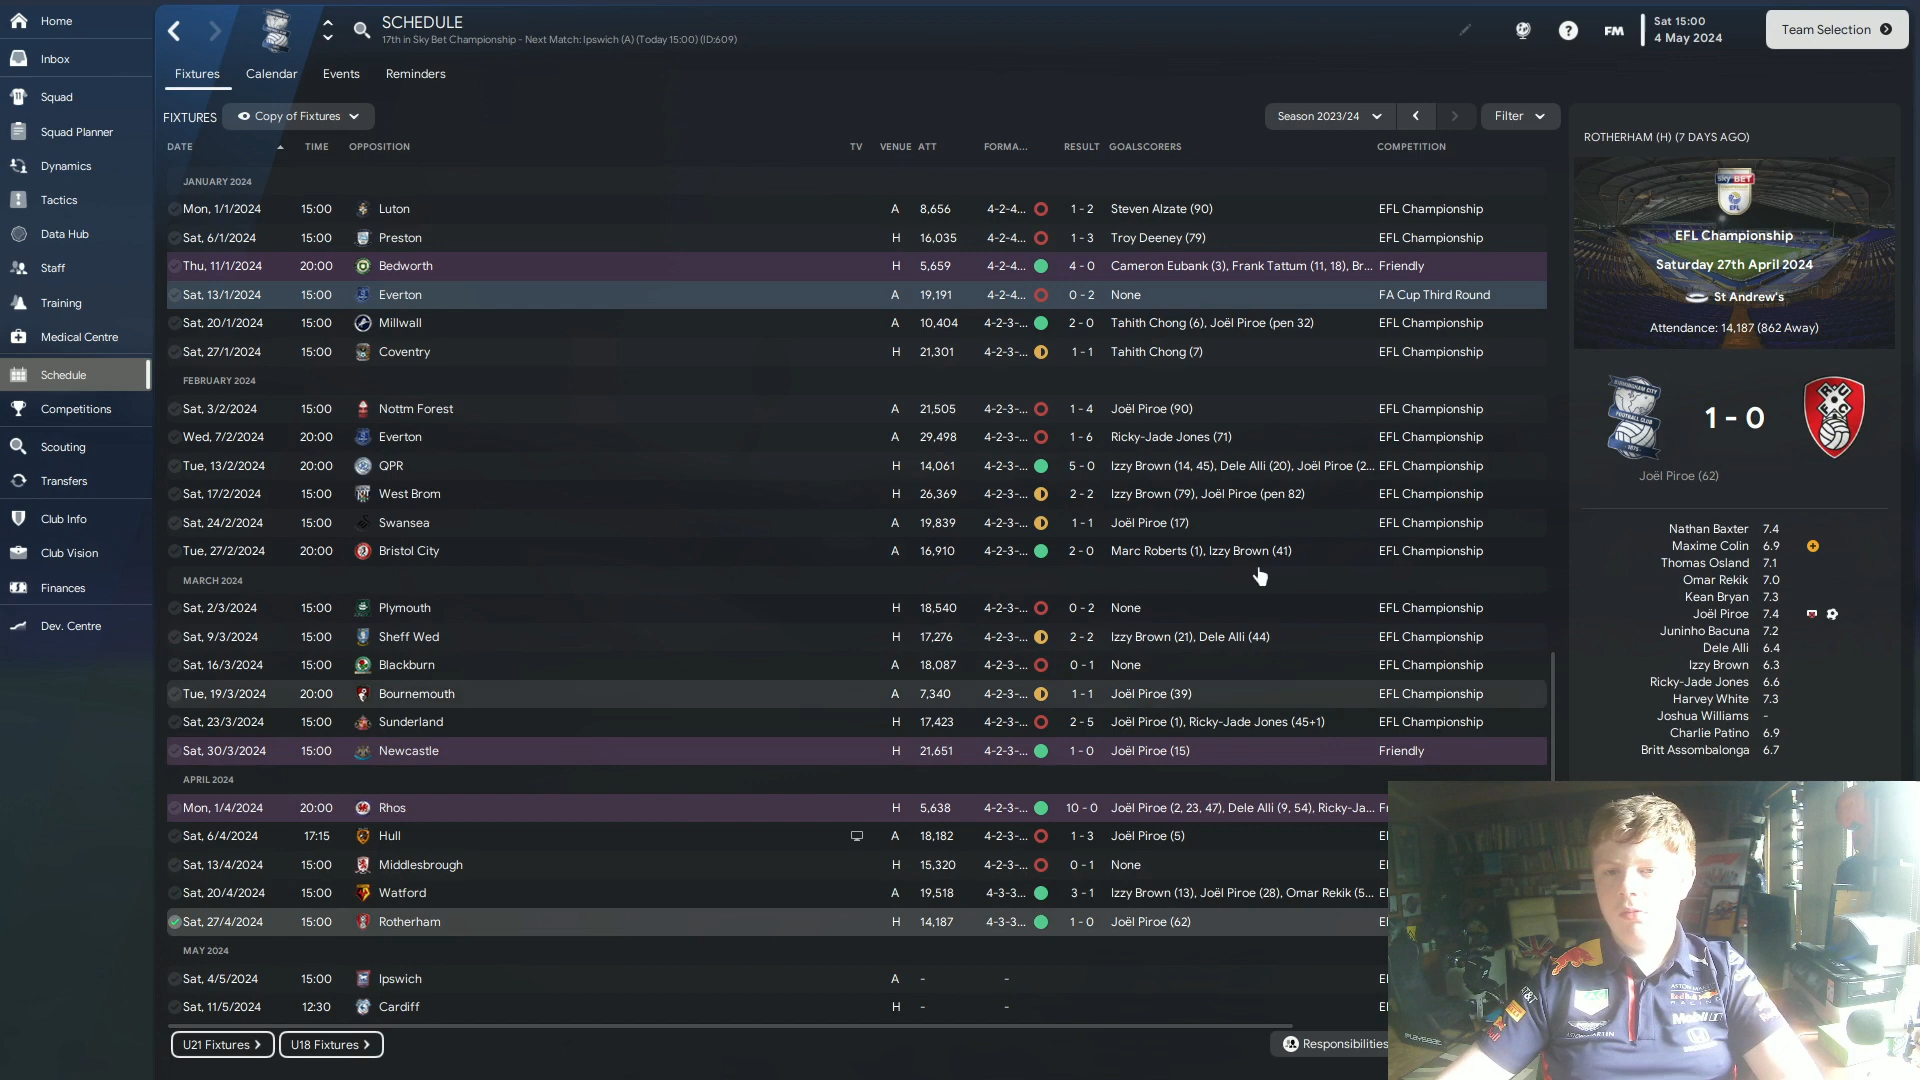 Home
Inbox
Squad
Squad Planner
Dynamics
Tactics
Data Hub
Staff
Training
Medical Centre
Schedule
Competitions
Scouting
Transfers
Club Info
Club Vision
Finances
Dev. Centre
SCHEDULE
17th in Sky Bet Championship - Next Match: Ipswich (A) (Today 15:00) (ID:609)
FM
Sat 15:00
4 May 2024
Team Selection
Fixtures Calendar Events Reminders
FIXTURES Copy of Fixtures
Season 2023/24 Filter
DATE TIME OPPOSITION TV VENUE ATT FORMA... RESULT GOALSCORERS COMPETITION
JANUARY 2024
Mon, 1/1/2024 15:00 Luton A 8,656 4-2-4... 1 - 2 Steven Alzate (90) EFL Championship
Sat, 6/1/2024 15:00 Preston H 16,035 4-2-4... 1 - 3 Troy Deeney (79) EFL Championship
Thu, 11/1/2024 20:00 Bedworth H 5,659 4-2-4... 4 - 0 Cameron Eubank (3), Frank Tattum (11, 18), Br... Friendly
Sat, 13/1/2024 15:00 Everton A 19,191 4-2-4... 0 - 2 None FA Cup Third Round
Sat, 20/1/2024 15:00 Millwall A 10,404 4-2-3-... 2 - 0 Tahith Chong (6), Joël Piroe (pen 32) EFL Championship
Sat, 27/1/2024 15:00 Coventry H 21,301 4-2-3-... 1 - 1 Tahith Chong (7) EFL Championship
FEBRUARY 2024
Sat, 3/2/2024 15:00 Nottm Forest A 21,505 4-2-3-... 1 - 4 Joël Piroe (90) EFL Championship
Wed, 7/2/2024 20:00 Everton A 29,498 4-2-3-... 1 - 6 Ricky-Jade Jones (71) EFL Championship
Tue, 13/2/2024 20:00 QPR H 14,061 4-2-3-... 5 - 0 Izzy Brown (14, 45), Dele Alli (20), Joël Piroe (2... EFL Championship
Sat, 17/2/2024 15:00 West Brom H 26,369 4-2-3-... 2 - 2 Izzy Brown (79), Joël Piroe (pen 82) EFL Championship
Sat, 24/2/2024 15:00 Swansea A 19,839 4-2-3-... 1 - 1 Joël Piroe (17) EFL Championship
Tue, 27/2/2024 20:00 Bristol City A 16,910 4-2-3-... 2 - 0 Marc Roberts (1), Izzy Brown (41) EFL Championship
MARCH 2024
Sat, 2/3/2024 15:00 Plymouth H 18,540 4-2-3-... 0 - 2 None EFL Championship
Sat, 9/3/2024 15:00 Sheff Wed H 17,276 4-2-3-... 2 - 2 Izzy Brown (21), Dele Alli (44) EFL Championship
Sat, 16/3/2024 15:00 Blackburn A 18,087 4-2-3-... 0 - 1 None EFL Championship
Tue, 19/3/2024 20:00 Bournemouth A 7,340 4-2-3-... 1 - 1 Joël Piroe (39) EFL Championship
Sat, 23/3/2024 15:00 Sunderland H 17,423 4-2-3-... 2 - 5 Joël Piroe (1), Ricky-Jade Jones (45+1) EFL Championship
Sat, 30/3/2024 15:00 Newcastle H 21,651 4-2-3-... 1 - 0 Joël Piroe (15) Friendly
APRIL 2024
Mon, 1/4/2024 20:00 Rhos H 5,638 4-2-3-... 10 - 0 Joël Piroe (2, 23, 47), Dele Alli (9, 54), Ricky-Ja... Fr
Sat, 6/4/2024 17:15 Hull A 18,182 4-2-3-... 1 - 3 Joël Piroe (5) E
Sat, 13/4/2024 15:00 Middlesbrough H 15,320 4-2-3-... 0 - 1 None E
Sat, 20/4/2024 15:00 Watford A 19,518 4-3-3... 3 - 1 Izzy Brown (13), Joël Piroe (28), Omar Rekik (5... E
Sat, 27/4/2024 15:00 Rotherham H 14,187 4-3-3... 1 - 0 Joël Piroe (62) E
MAY 2024
Sat, 4/5/2024 15:00 Ipswich A - - E
Sat, 11/5/2024 12:30 Cardiff H - - E
U21 Fixtures U18 Fixtures
Responsibilities
ROTHERHAM (H) (7 DAYS AGO)
sky BET
EFL
EFL Championship
Saturday 27th April 2024
St Andrew's
Attendance: 14,187 (862 Away)
BIRMINGHAM CITY
FOOTBALL CLUB
1875
1 - 0
Joël Piroe (62)
Nathan Baxter 7.4
Maxime Colin 6.9
Thomas Osland 7.1
Omar Rekik 7.0
Kean Bryan 7.3
Joël Piroe 7.4
Juninho Bacuna 7.2
Dele Alli 6.4
Izzy Brown 6.3
Ricky-Jade Jones 6.6
Harvey White 7.3
Joshua Williams -
Charlie Patino 6.9
Britt Assombalonga 6.7
AT&T
Red Bull
Mobil 1
HONDA